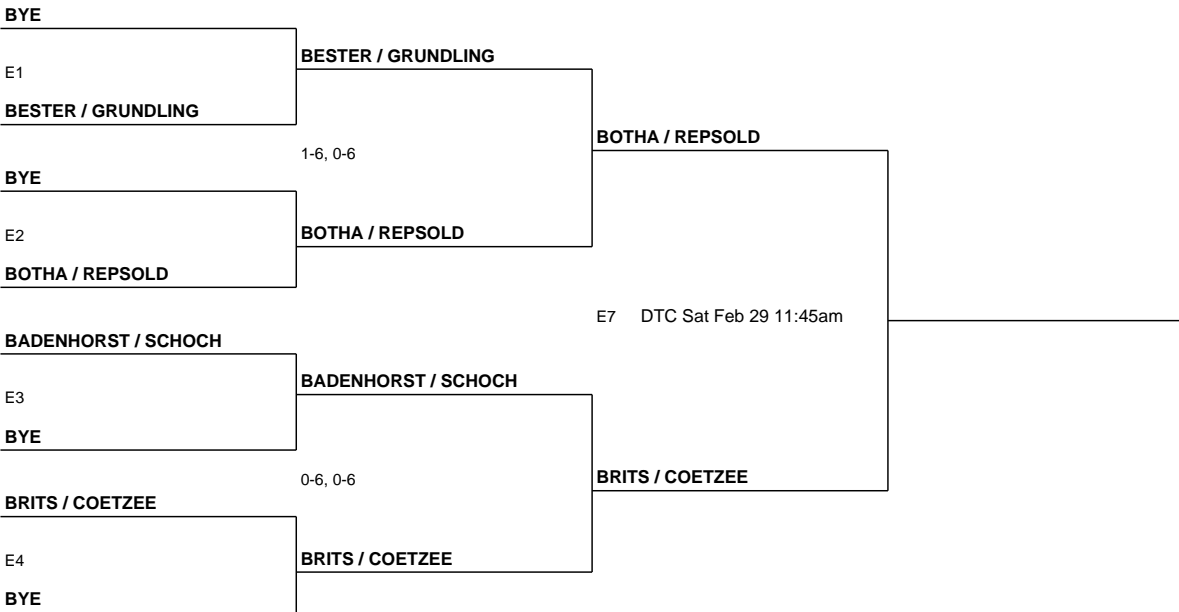 BYE
BESTER / GRUNDLING
E1
BESTER / GRUNDLING
BOTHA / REPSOLD
1-6, 0-6
BYE
E2
BOTHA / REPSOLD
BOTHA / REPSOLD
E7 DTC Sat Feb 29 11:45am
BADENHORST / SCHOCH
BADENHORST / SCHOCH
E3
BYE
0-6, 0-6
BRITS / COETZEE
BRITS / COETZEE
E4
BRITS / COETZEE
BYE